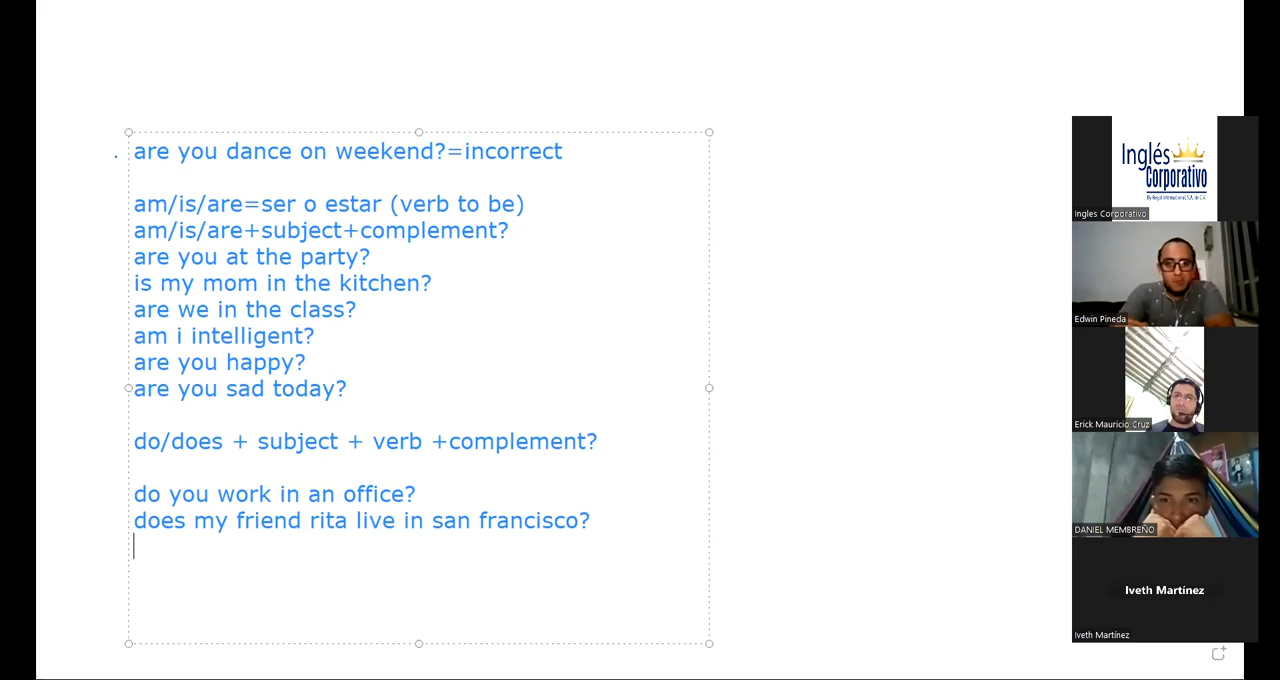 are you dance on weekend?=incorrect
am/is/are=ser o estar (verb to be)
am/is/are+subject+complement?
are you at the party?
is my mom in the kitchen?
are we in the class?
am i intelligent?
are you happy?
are you sad today?
do/does + subject + verb +complement?
do you work in an office?
does my friend rita live in san francisco?
Inglés
Corporativo
Ingles Corporativo
Edwin Pineda
Erick Mauricio Cruz
DANIEL MEMBREÑO
Iveth Martínez
Iveth Martínez